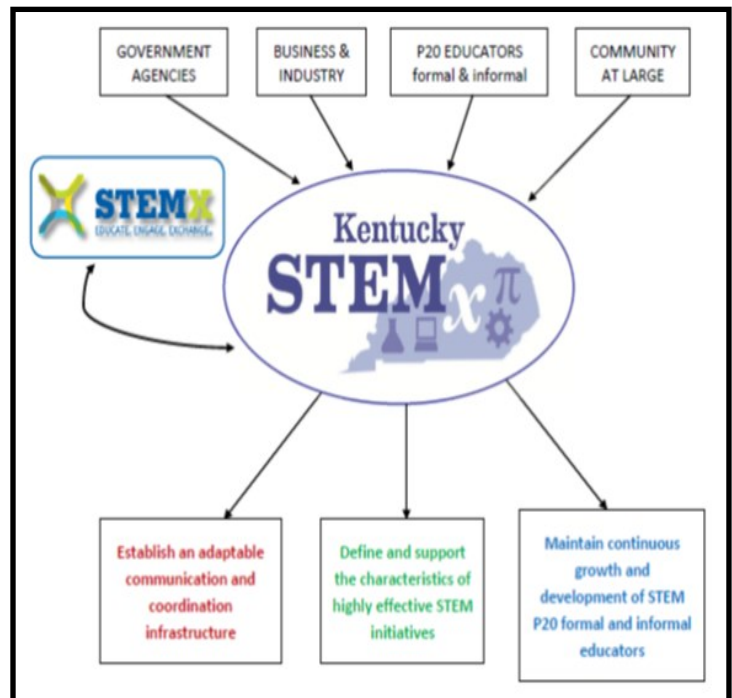 GOVERNMENT
AGENCIES
BUSINESS &
INDUSTRY
P20 EDUCATORS
formal & informal
COMMUNITY
AT LARGE
STEMX
EDUCATE. ENGAGE. EXCHANGE.
Kentucky
STEMx
π
Establish an adaptable
communication and
coordination
infrastructure
Define and support
the characteristics of
highly effective STEM
initiatives
Maintain continuous
growth and
development of STEM
P20 formal and informal
educators